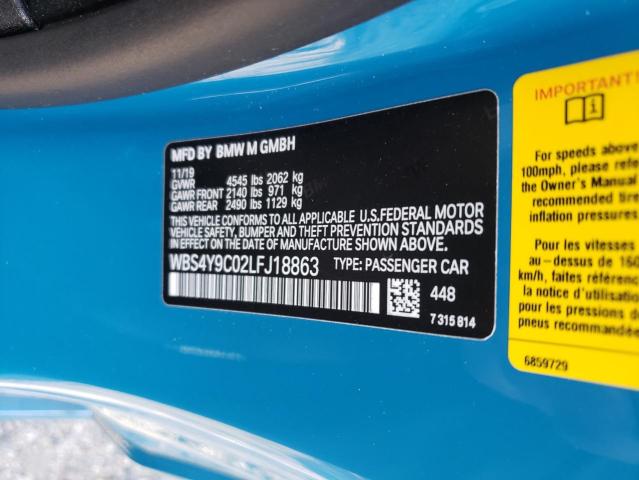 MFD BY BMW M GMBH
11/19
GVWR 4545 lbs 2062 kg
GAWR FRONT 2140 lbs 971 kg
GAWR REAR 2490 lbs 1129 kg
THIS VEHICLE CONFORMS TO ALL APPLICABLE U.S.FEDERAL MOTOR
VEHICLE SAFETY, BUMPER AND THEFT PREVENTION STANDARDS
IN EFFECT ON THE DATE OF MANUFACTURE SHOWN ABOVE.
WBS4Y9C02LFJ18863 TYPE: PASSENGER CAR
448
7 315 814
IMPORTANT
For speeds above
100mph, please refe
the Owner's Manual
recommended tire
inflation pressures
Pour les vitesses
au-dessus de 160
km/h, faites référenc
la notice d'utilisation
pour les pressions de
pneus recommandée
6859729